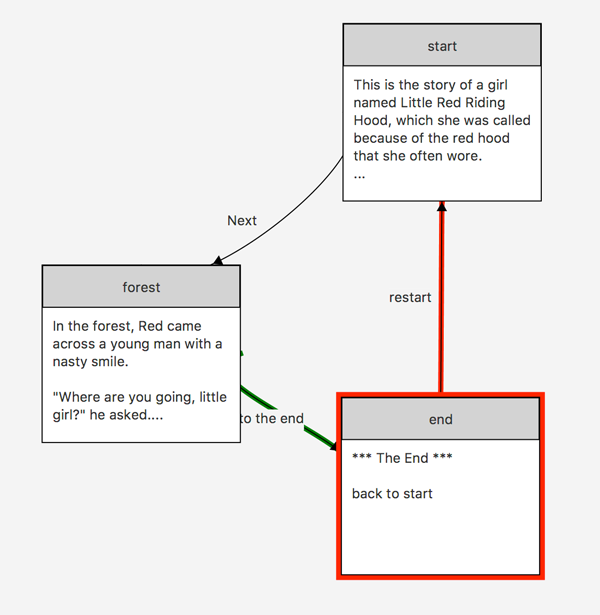 start
This is the story of a girl
named Little Red Riding
Hood, which she was called
because of the red hood
that she often wore.
...
Next
forest
In the forest, Red came
across a young man with a
nasty smile.
"Where are you going, little
girl?" he asked....
restart
to the end
end
*** The End ***
back to start